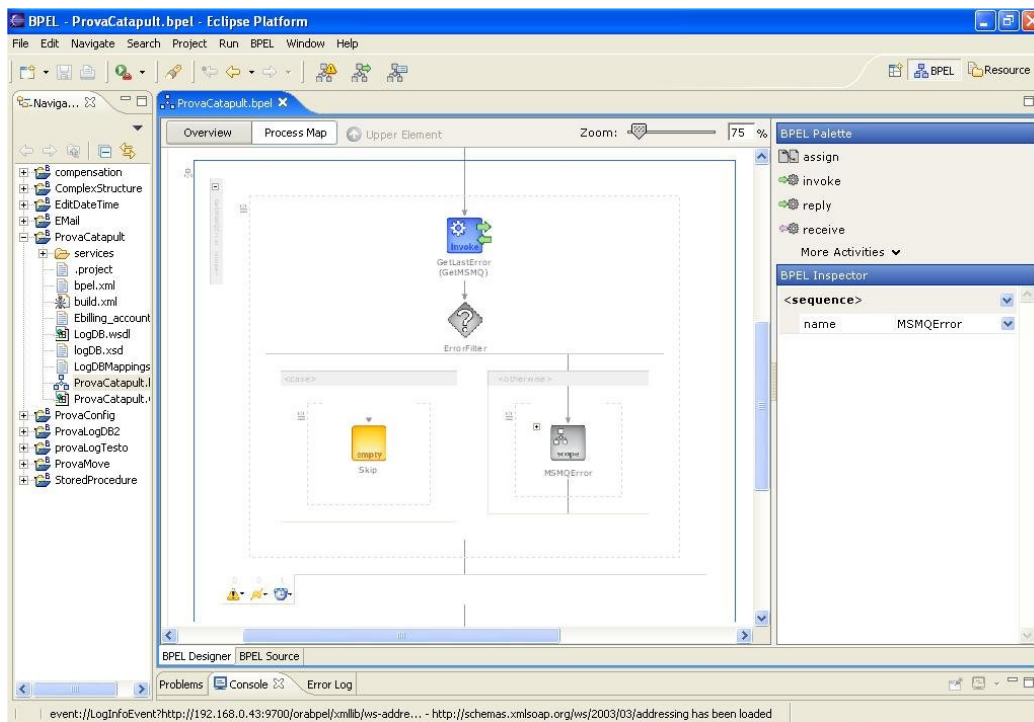 BPEL - ProvaCatapult.bpel - Eclipse Platform
File Edit Navigate Search Project Run BPEL Window Help
BPEL Resource
Naviga...
ProvaCatapult.bpel
Overview Process Map Upper Element Zoom: 75 %
compensation
ComplexStructure
EditDateTime
EMail
ProvaCatapult
services
.project
bpel.xml
build.xml
Ebilling_account
LogDB.wsdl
logDB.xsd
LogDBMappings
ProvaCatapult.
ProvaCatapult.
ProvaConfig
ProvaLogDB2
provaLogTesto
ProvaMove
StoredProcedure
invoke
GetLastError
(GetMSMQ)
ErrorFilter
<case>
<otherwise>
empty
Skip
scope
MSMQError
0 0 1
BPEL Palette
assign
invoke
reply
receive
More Activities
BPEL Inspector
<sequence>
name MSMQError
BPEL Designer BPEL Source
Problems Console Error Log
event://LogInfoEvent?http://192.168.0.43:9700/orabpel/xmllib/ws-addre... - http://schemas.xmlsoap.org/ws/2003/03/addressing has been loaded